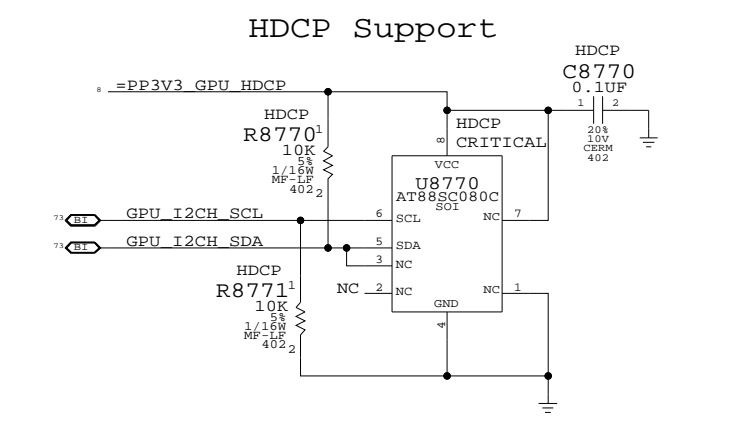 HDCP Support
HDCP
C8770
0.1UF
1 2
20%
10V
CERM
402
8 =PP3V3_GPU_HDCP
HDCP
R8770 1
10K
5%
1/16W
MF-LF
402 2
8
HDCP
CRITICAL
VCC
U8770
AT88SC080C
SOI
73 BI GPU_I2CH_SCL 6 SCL NC 7
73 BI GPU_I2CH_SDA 5 SDA
3 NC
HDCP
R8771 1
10K
5%
1/16W
MF-LF
402 2
NC 2 NC NC 1
GND
4